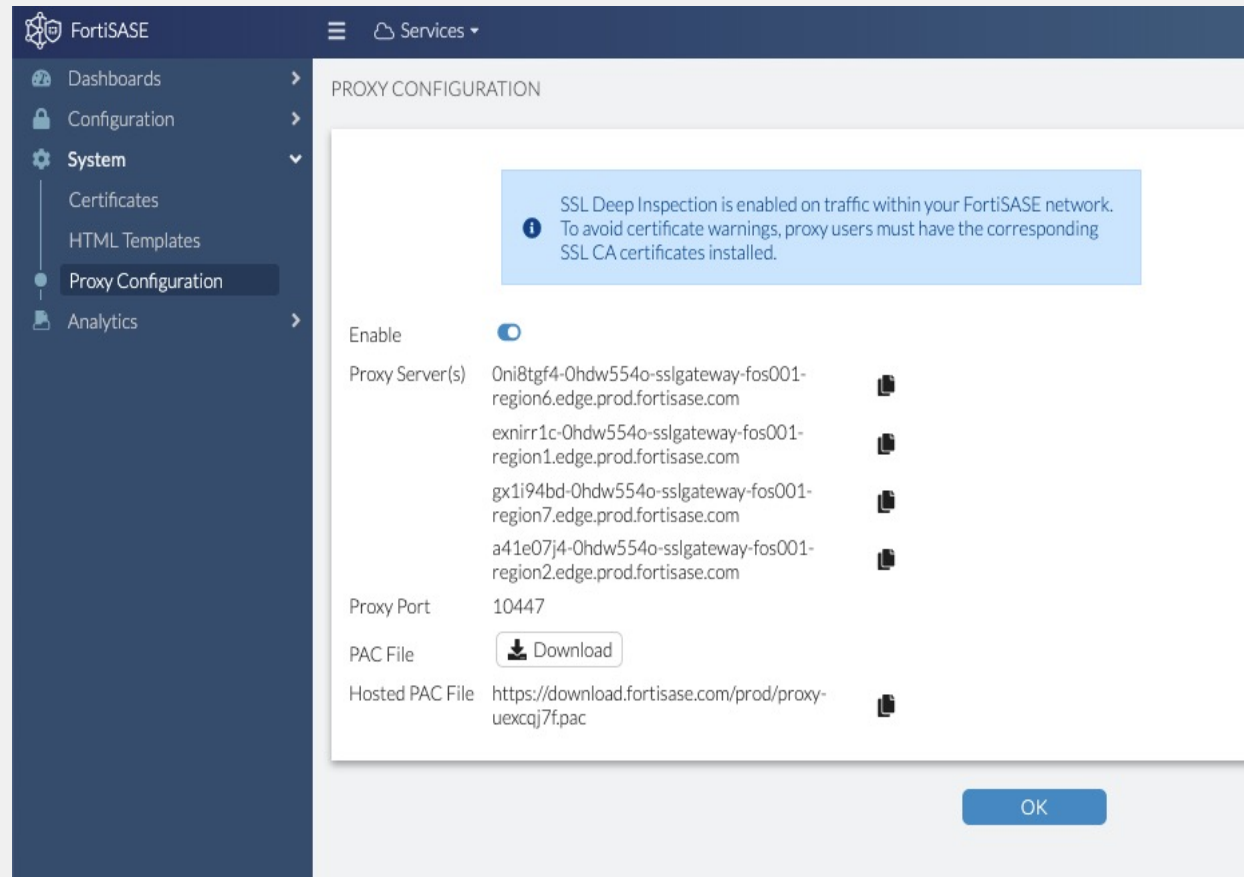 FortiSASE
Services
Dashboards
Configuration
System
Certificates
HTML Templates
Proxy Configuration
Analytics
PROXY CONFIGURATION
SSL Deep Inspection is enabled on traffic within your FortiSASE network.
To avoid certificate warnings, proxy users must have the corresponding
SSL CA certificates installed.
Enable
Proxy Server(s)
0ni8tgf4-0hdw554o-sslgateway-fos001-
region6.edge.prod.fortisase.com
exnirr1c-0hdw554o-sslgateway-fos001-
region1.edge.prod.fortisase.com
gx1i94bd-0hdw554o-sslgateway-fos001-
region7.edge.prod.fortisase.com
a41e07j4-0hdw554o-sslgateway-fos001-
region2.edge.prod.fortisase.com
Proxy Port 10447
PAC File Download
Hosted PAC File https://download.fortisase.com/prod/proxy-
uexcqj7f.pac
OK